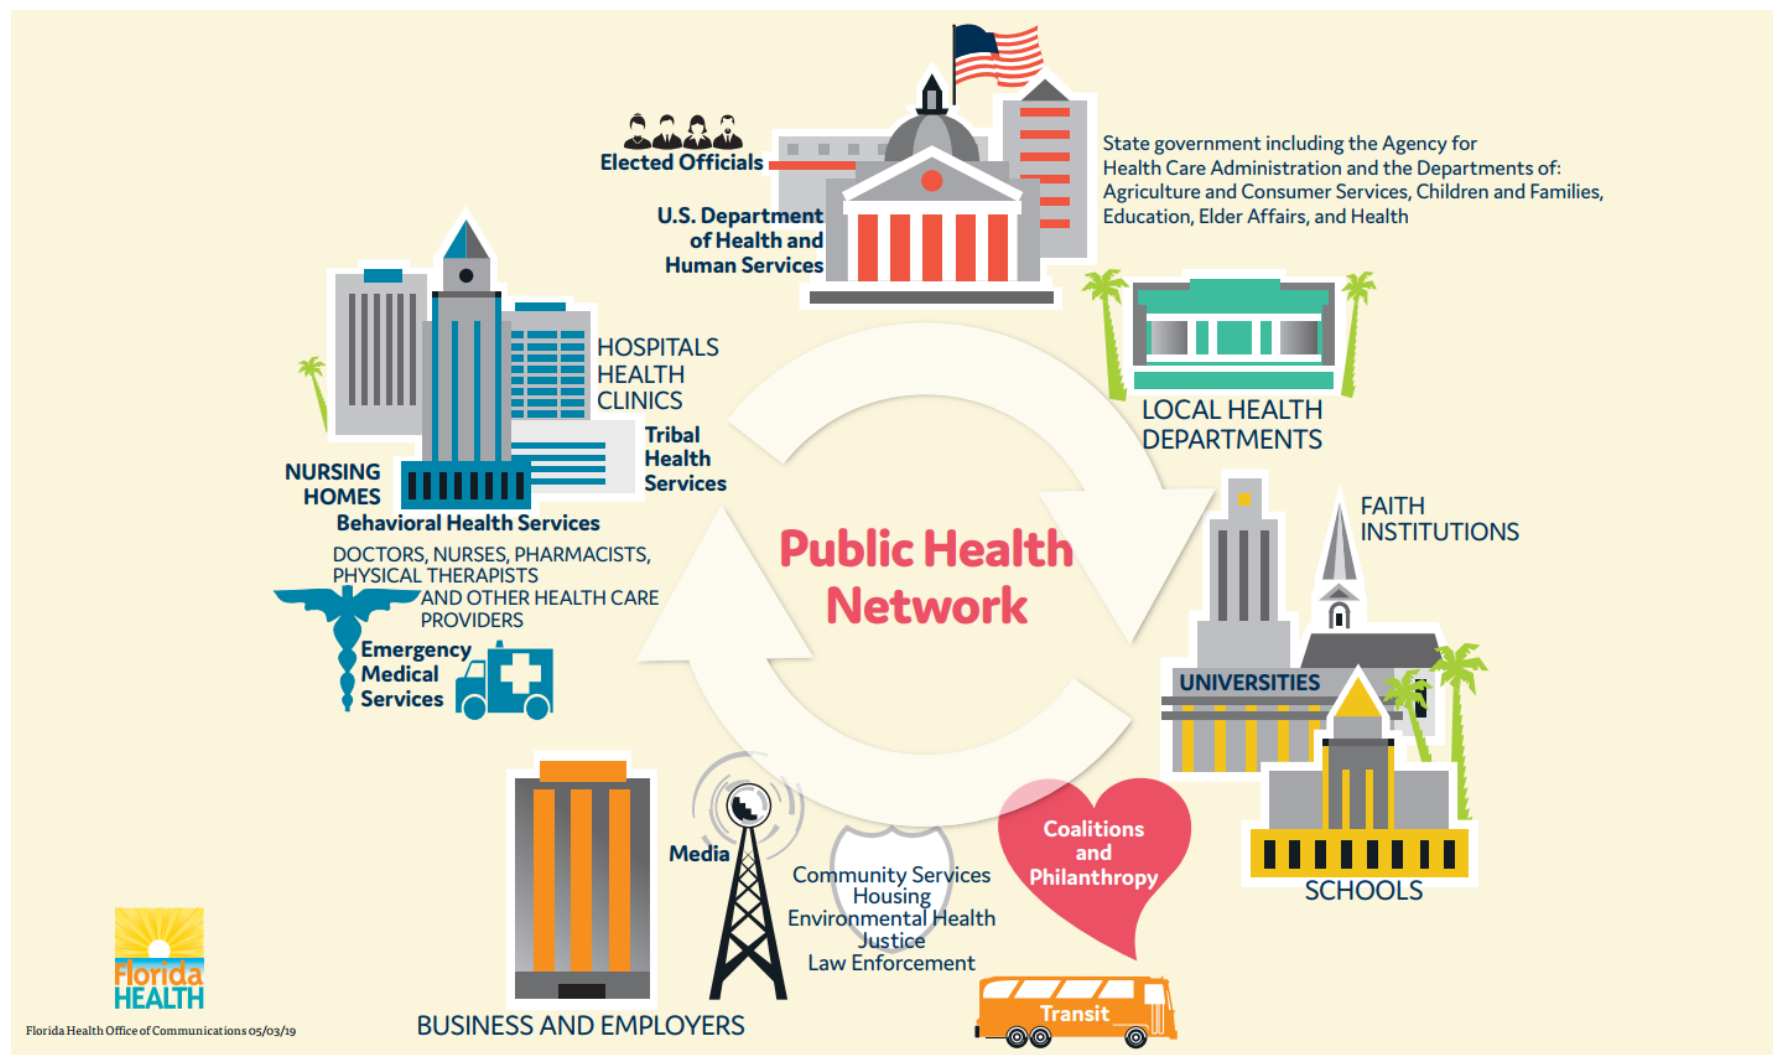 Elected Officials
U.S. Department
of Health and
Human Services
State government including the Agency for
Health Care Administration and the Departments of:
Agriculture and Consumer Services, Children and Families,
Education, Elder Affairs, and Health
HOSPITALS
HEALTH
CLINICS
Tribal
Health
Services
NURSING
HOMES
Behavioral Health Services
DOCTORS, NURSES, PHARMACISTS,
PHYSICAL THERAPISTS
AND OTHER HEALTH CARE
PROVIDERS
Emergency
Medical
Services
LOCAL HEALTH
DEPARTMENTS
Public Health
Network
FAITH
INSTITUTIONS
UNIVERSITIES
SCHOOLS
Media
Community Services
Housing
Environmental Health
Justice
Law Enforcement
Coalitions
and
Philanthropy
Transit
BUSINESS AND EMPLOYERS
Florida
HEALTH
Florida Health Office of Communications 05/03/19